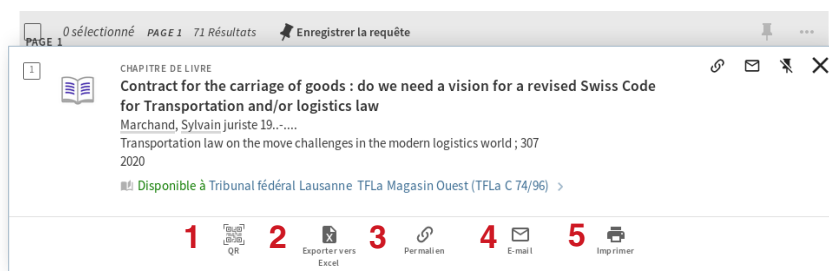 0 sélectionné PAGE 1 71 Résultats Enregistrer la requête
PAGE 1
1
CHAPITRE DE LIVRE
Contract for the carriage of goods : do we need a vision for a revised Swiss Code
for Transportation and/or logistics law
Marchand, Sylvain juriste 19..-....
Transportation law on the move challenges in the modern logistics world ; 307
2020
Disponible à Tribunal fédéral Lausanne TFLa Magasin Ouest (TFLa C 74/96) >
1 QR 2 Exporter vers 3 Permalien 4 E-mail 5 Imprimer
Excel